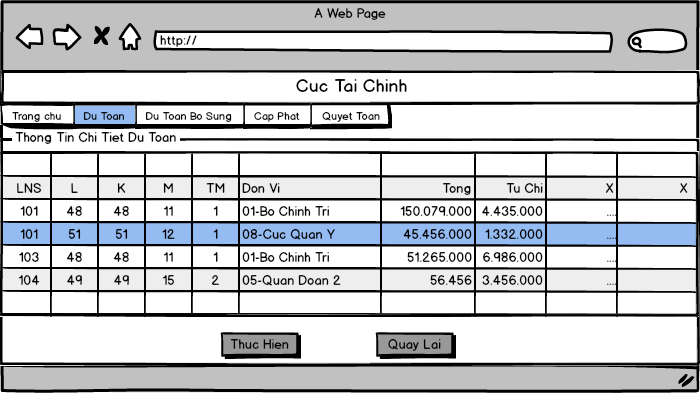 A Web Page
http://
Cuc Tai Chinh
Trang chu Du Toan Du Toan Bo Sung Cap Phat Quyet Toan
Thong Tin Chi Tiet Du Toan
LNS L K M TM Don Vi Tong Tu Chi X X
101 48 48 11 1 01-Bo Chinh Tri 150.079.000 4.435.000 .... ...
101 51 51 12 1 08-Cuc Quan Y 45.456.000 1.332.000 .... ...
103 48 48 11 1 01-Bo Chinh Tri 51.265.000 6.986.000 .... ...
104 49 49 15 2 05-Quan Doan 2 56.456 3.456.000 .... ...
Thuc Hien Quay Lai